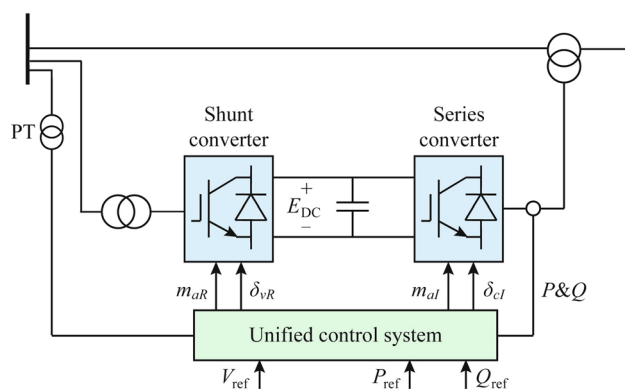 Shunt
converter
Series
converter
PT
+
E_DC
–
m_aR
δ_vR
m_aI
δ_cI
P&Q
Unified control system
V_ref
P_ref
Q_ref